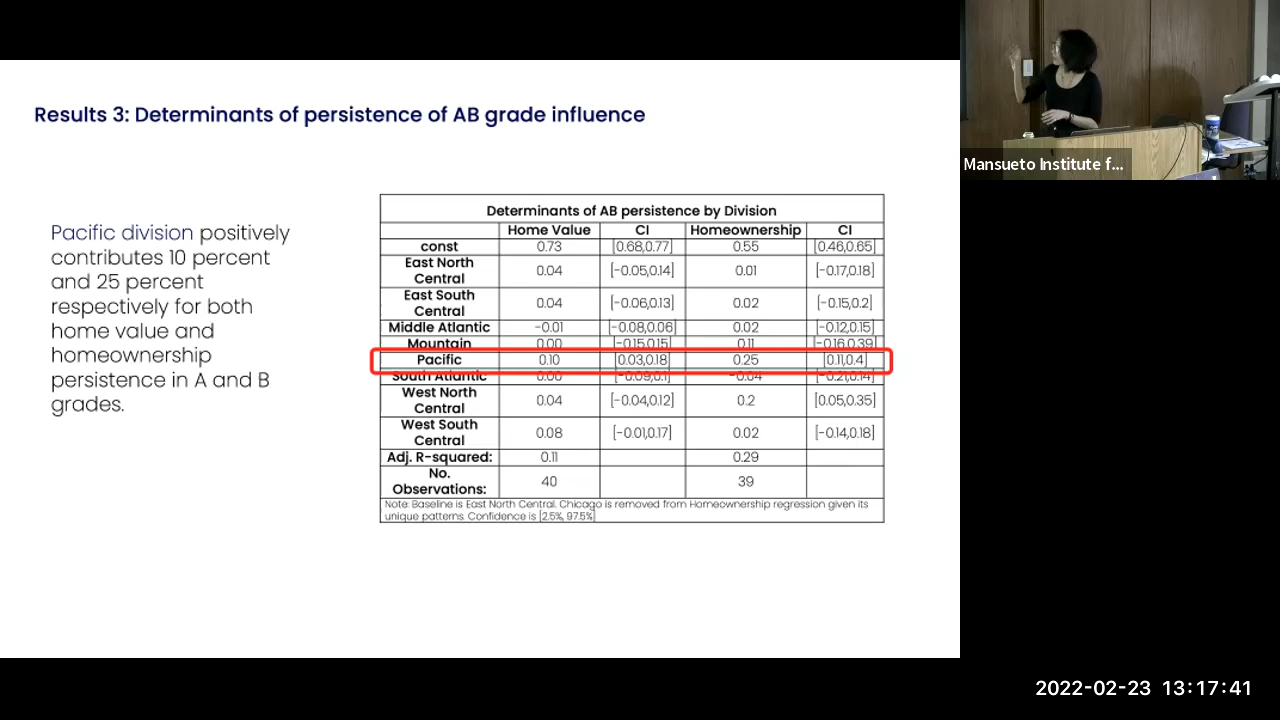 Results 3: Determinants of persistence of AB grade influence
Pacific division positively
contributes 10 percent
and 25 percent
respectively for both
home value and
homeownership
persistence in A and B
grades.
Determinants of AB persistence by Division
Home Value CI Homeownership CI
const 0.73 [0.68,0.77] 0.55 [0.46,0.65]
East North Central 0.04 [-0.05,0.14] 0.01 [-0.17,0.18]
East South Central 0.04 [-0.06,0.13] 0.02 [-0.15,0.2]
Middle Atlantic -0.01 [-0.08,0.06] 0.02 [-0.12,0.15]
Mountain 0.00 [-0.15,0.15] 0.11 [-0.16,0.39]
Pacific 0.10 [0.03,0.18] 0.25 [0.11,0.4]
South Atlantic 0.00 [-0.09,0.1] -0.04 [-0.21,0.14]
West North Central 0.04 [-0.04,0.12] 0.2 [0.05,0.35]
West South Central 0.08 [-0.01,0.17] 0.02 [-0.14,0.18]
Adj. R-squared: 0.11 0.29
No. Observations: 40 39
Note: Baseline is East North Central. Chicago is removed from Homeownership regression given its
unique patterns. Confidence is [2.5%, 97.5%]
Mansueto Institute f...
2022-02-23 13:17:41